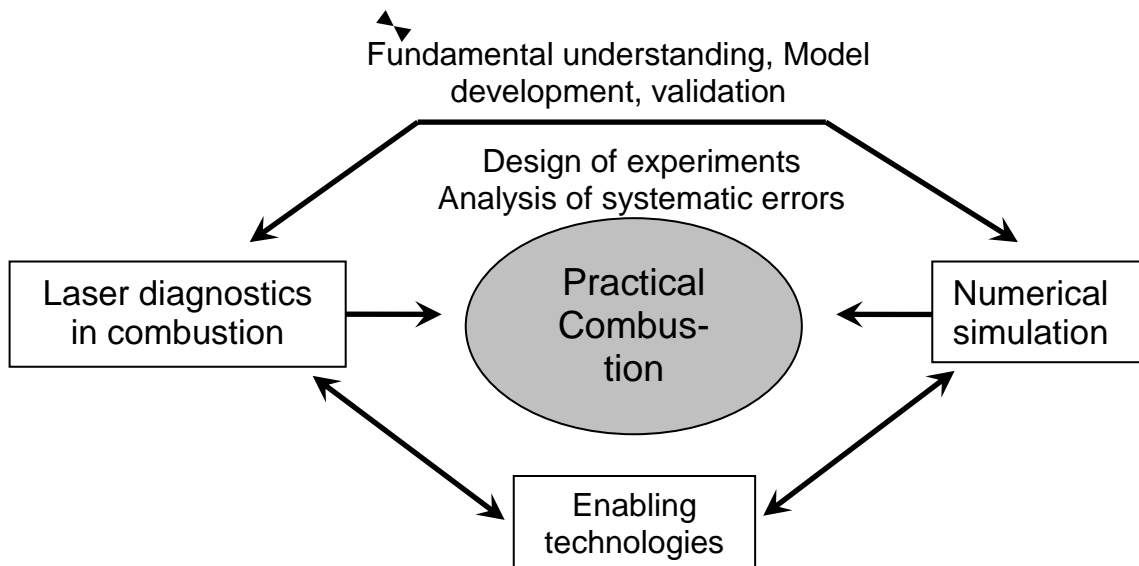 Fundamental understanding, Model
development, validation
Design of experiments
Analysis of systematic errors
Laser diagnostics
in combustion
Practical
Combus-
tion
Numerical
simulation
Enabling
technologies